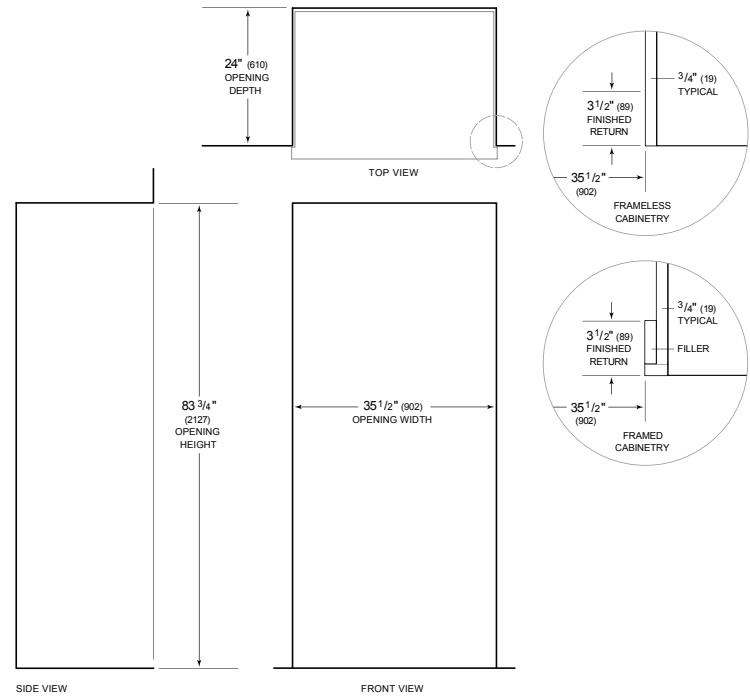 24" (610)
OPENING
DEPTH
TOP VIEW
3/4" (19)
TYPICAL
3 1/2" (89)
FINISHED
RETURN
35 1/2"
(902)
FRAMELESS
CABINETRY
3/4" (19)
TYPICAL
3 1/2" (89)
FINISHED
RETURN
FILLER
35 1/2"
(902)
FRAMED
CABINETRY
83 3/4"
(2127)
OPENING
HEIGHT
35 1/2" (902)
OPENING WIDTH
SIDE VIEW
FRONT VIEW